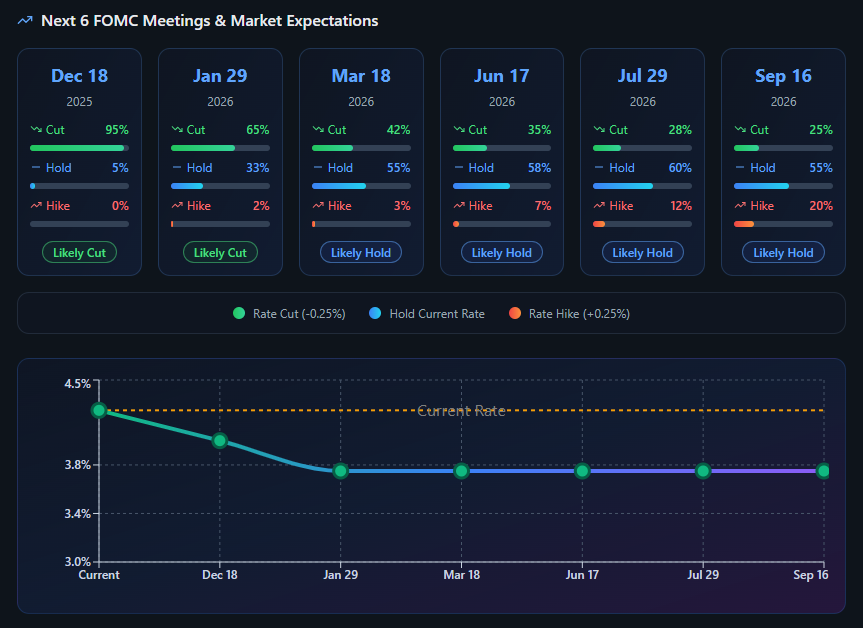 Next 6 FOMC Meetings & Market Expectations
Dec 18
2025
Cut 95%
Hold 5%
Hike 0%
Likely Cut
Jan 29
2026
Cut 65%
Hold 33%
Hike 2%
Likely Cut
Mar 18
2026
Cut 42%
Hold 55%
Hike 3%
Likely Hold
Jun 17
2026
Cut 35%
Hold 58%
Hike 7%
Likely Hold
Jul 29
2026
Cut 28%
Hold 60%
Hike 12%
Likely Hold
Sep 16
2026
Cut 25%
Hold 55%
Hike 20%
Likely Hold
Rate Cut (-0.25%) Hold Current Rate Rate Hike (+0.25%)
4.5%
Current Rate
3.8%
3.4%
3.0%
Current Dec 18 Jan 29 Mar 18 Jun 17 Jul 29 Sep 16